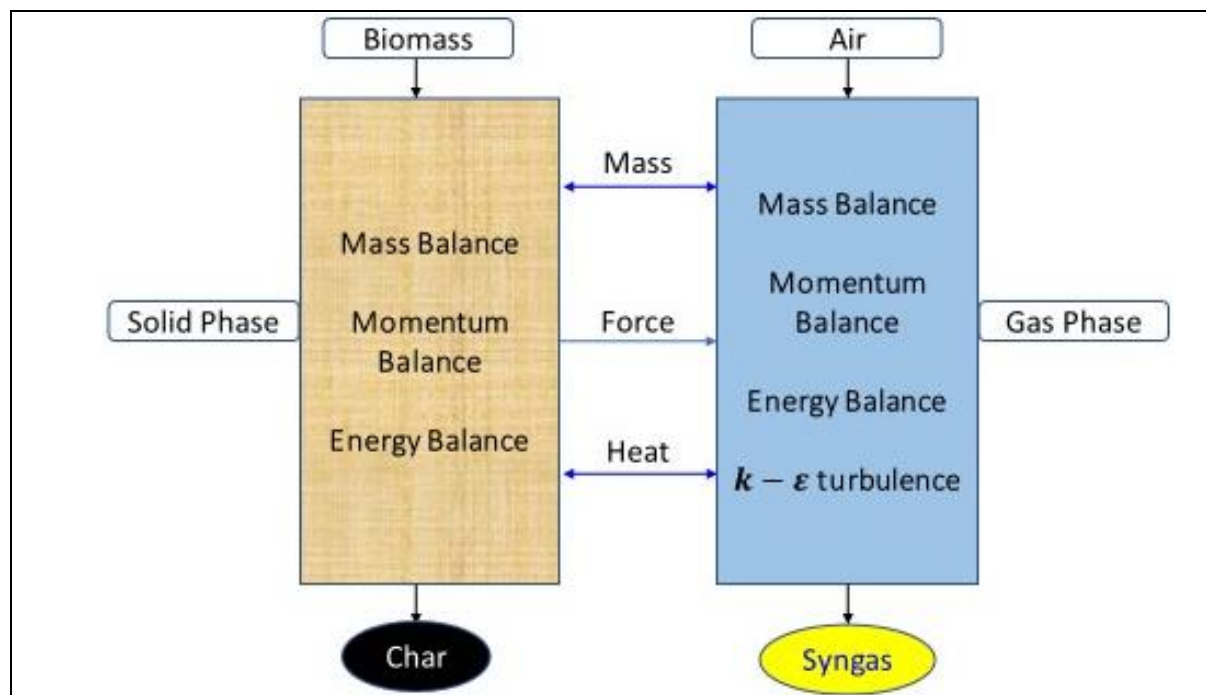 Biomass
Air
Mass
Mass Balance
Mass Balance
Momentum
Balance
Solid Phase
Momentum
Balance
Force
Gas Phase
Energy Balance
Energy Balance
Heat
k − ε turbulence
Char
Syngas